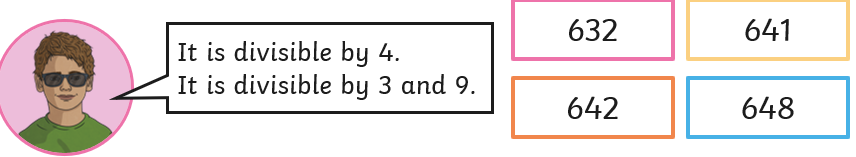 It is divisible by 4.
It is divisible by 3 and 9.
632
641
642
648